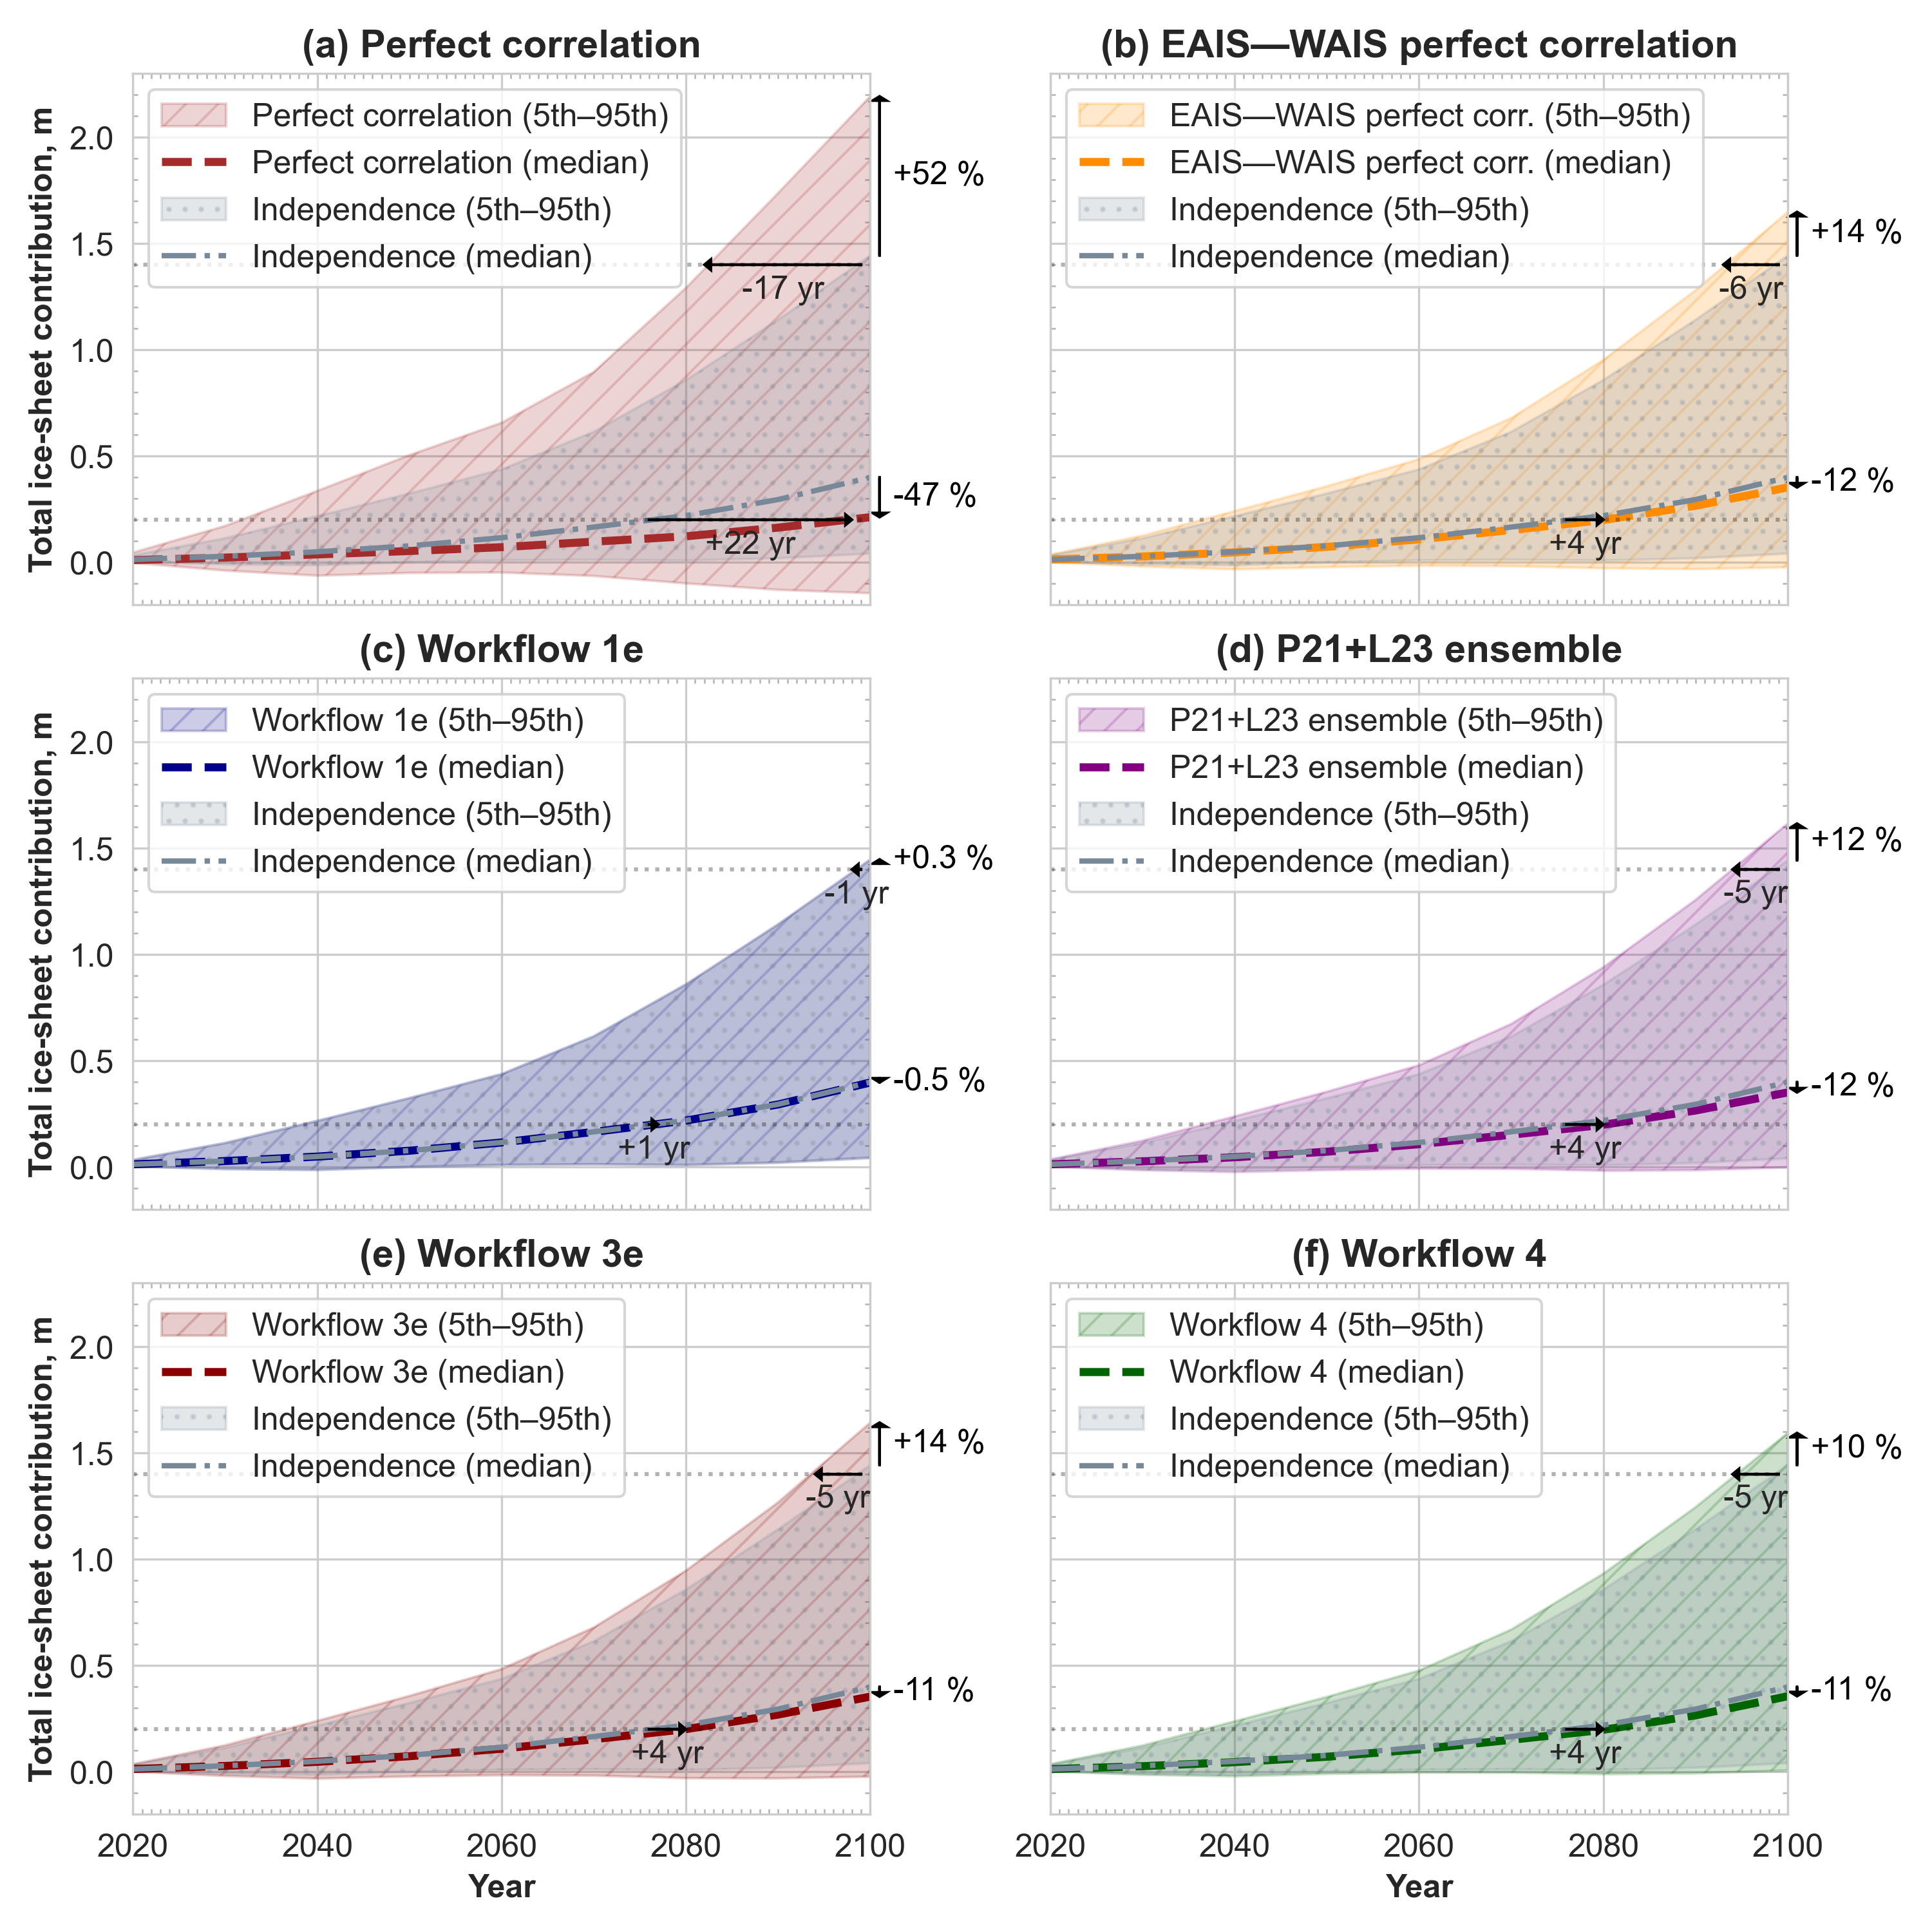 (a) Perfect correlation
Total ice-sheet contribution, m
2.0
1.5
1.0
0.5
0.0
Perfect correlation (5th–95th)
Perfect correlation (median)
Independence (5th–95th)
Independence (median)
+52 %
-17 yr
-47 %
+22 yr
(b) EAIS—WAIS perfect correlation
EAIS—WAIS perfect corr. (5th–95th)
EAIS—WAIS perfect corr. (median)
Independence (5th–95th)
Independence (median)
+14 %
-6 yr
-12 %
+4 yr
(c) Workflow 1e
Total ice-sheet contribution, m
2.0
1.5
1.0
0.5
0.0
Workflow 1e (5th–95th)
Workflow 1e (median)
Independence (5th–95th)
Independence (median)
+0.3 %
-1 yr
-0.5 %
+1 yr
(d) P21+L23 ensemble
P21+L23 ensemble (5th–95th)
P21+L23 ensemble (median)
Independence (5th–95th)
Independence (median)
+12 %
-5 yr
-12 %
+4 yr
(e) Workflow 3e
Total ice-sheet contribution, m
2.0
1.5
1.0
0.5
0.0
Workflow 3e (5th–95th)
Workflow 3e (median)
Independence (5th–95th)
Independence (median)
+14 %
-5 yr
-11 %
+4 yr
2020 2040 2060 2080 2100
Year
(f) Workflow 4
Workflow 4 (5th–95th)
Workflow 4 (median)
Independence (5th–95th)
Independence (median)
+10 %
-5 yr
-11 %
+4 yr
2020 2040 2060 2080 2100
Year